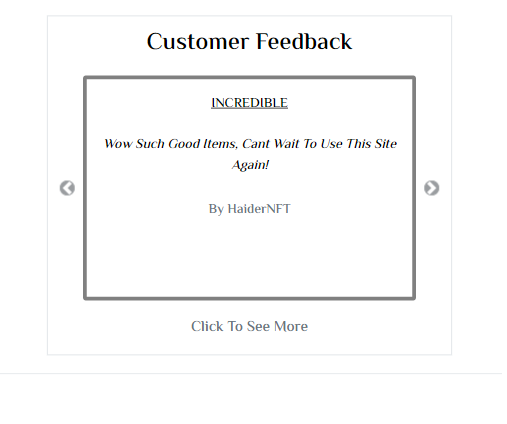 Customer Feedback
INCREDIBLE
Wow Such Good Items, Cant Wait To Use This Site
Again!
By HaiderNFT
Click To See More